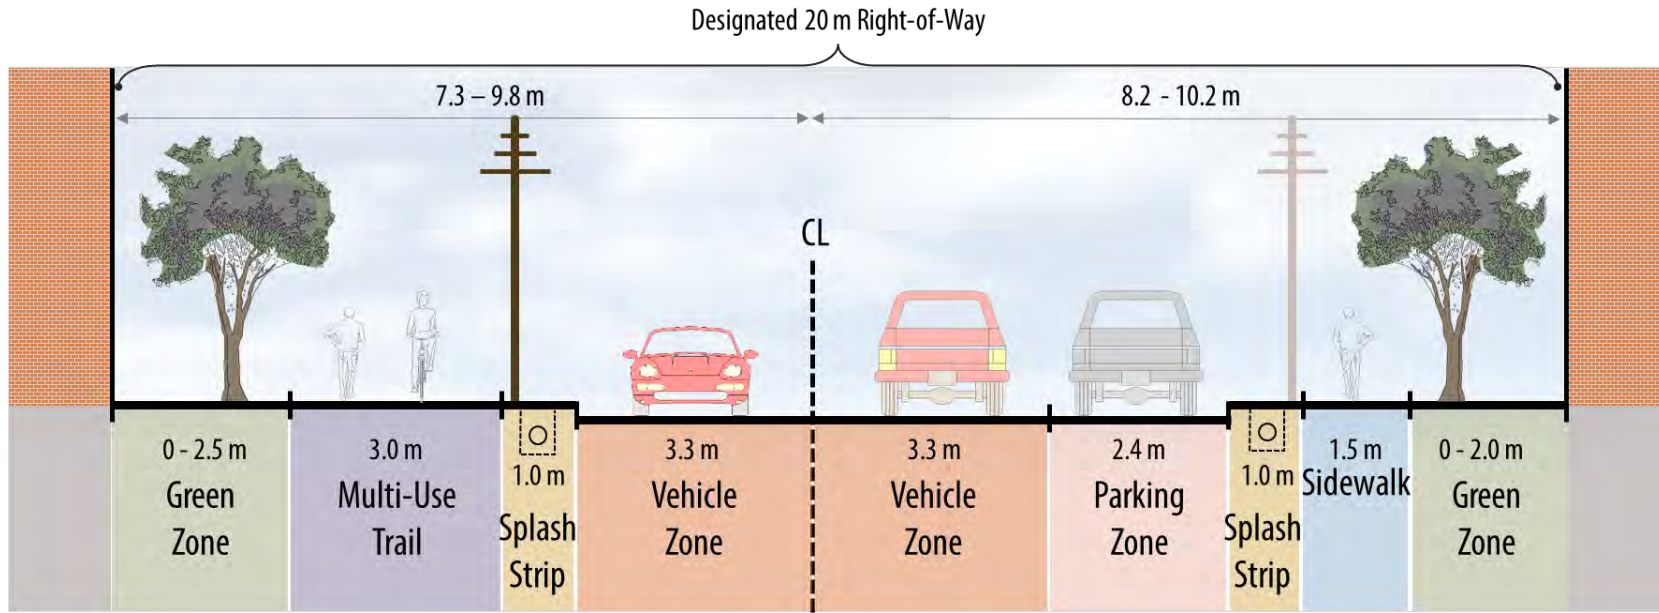 Designated 20 m Right-of-Way
7.3 – 9.8 m
8.2 - 10.2 m
CL
0 - 2.5 m
Green
Zone
3.0 m
Multi-Use
Trail
1.0 m
Splash
Strip
3.3 m
Vehicle
Zone
3.3 m
Vehicle
Zone
2.4 m
Parking
Zone
1.0 m
Splash
Strip
1.5 m
Sidewalk
0 - 2.0 m
Green
Zone